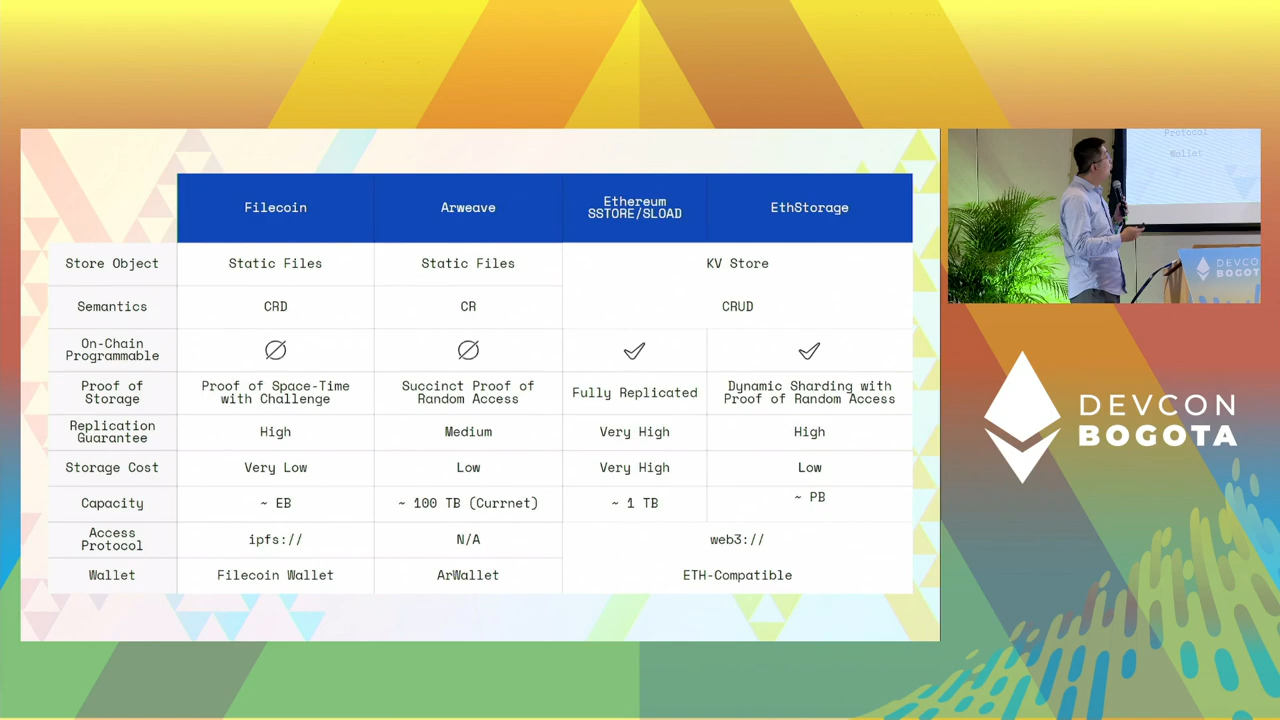 Filecoin
Arweave
Ethereum
SSTORE/SLOAD
EthStorage
Store Object
Static Files
Static Files
KV Store
Semantics
CRD
CR
CRUD
On-Chain
Programmable
Proof of
Storage
Proof of Space-Time
with Challenge
Succinct Proof of
Random Access
Fully Replicated
Dynamic Sharding with
Proof of Random Access
Replication
Guarantee
High
Medium
Very High
High
Storage Cost
Very Low
Low
Very High
Low
Capacity
~ EB
~ 100 TB (Currnet)
~ 1 TB
~ PB
Access
Protocol
ipfs://
N/A
web3://
Wallet
Filecoin Wallet
ArWallet
ETH-Compatible
Protocol
Wallet
DEVCO
BOGOT
DEVCON
BOGOTA